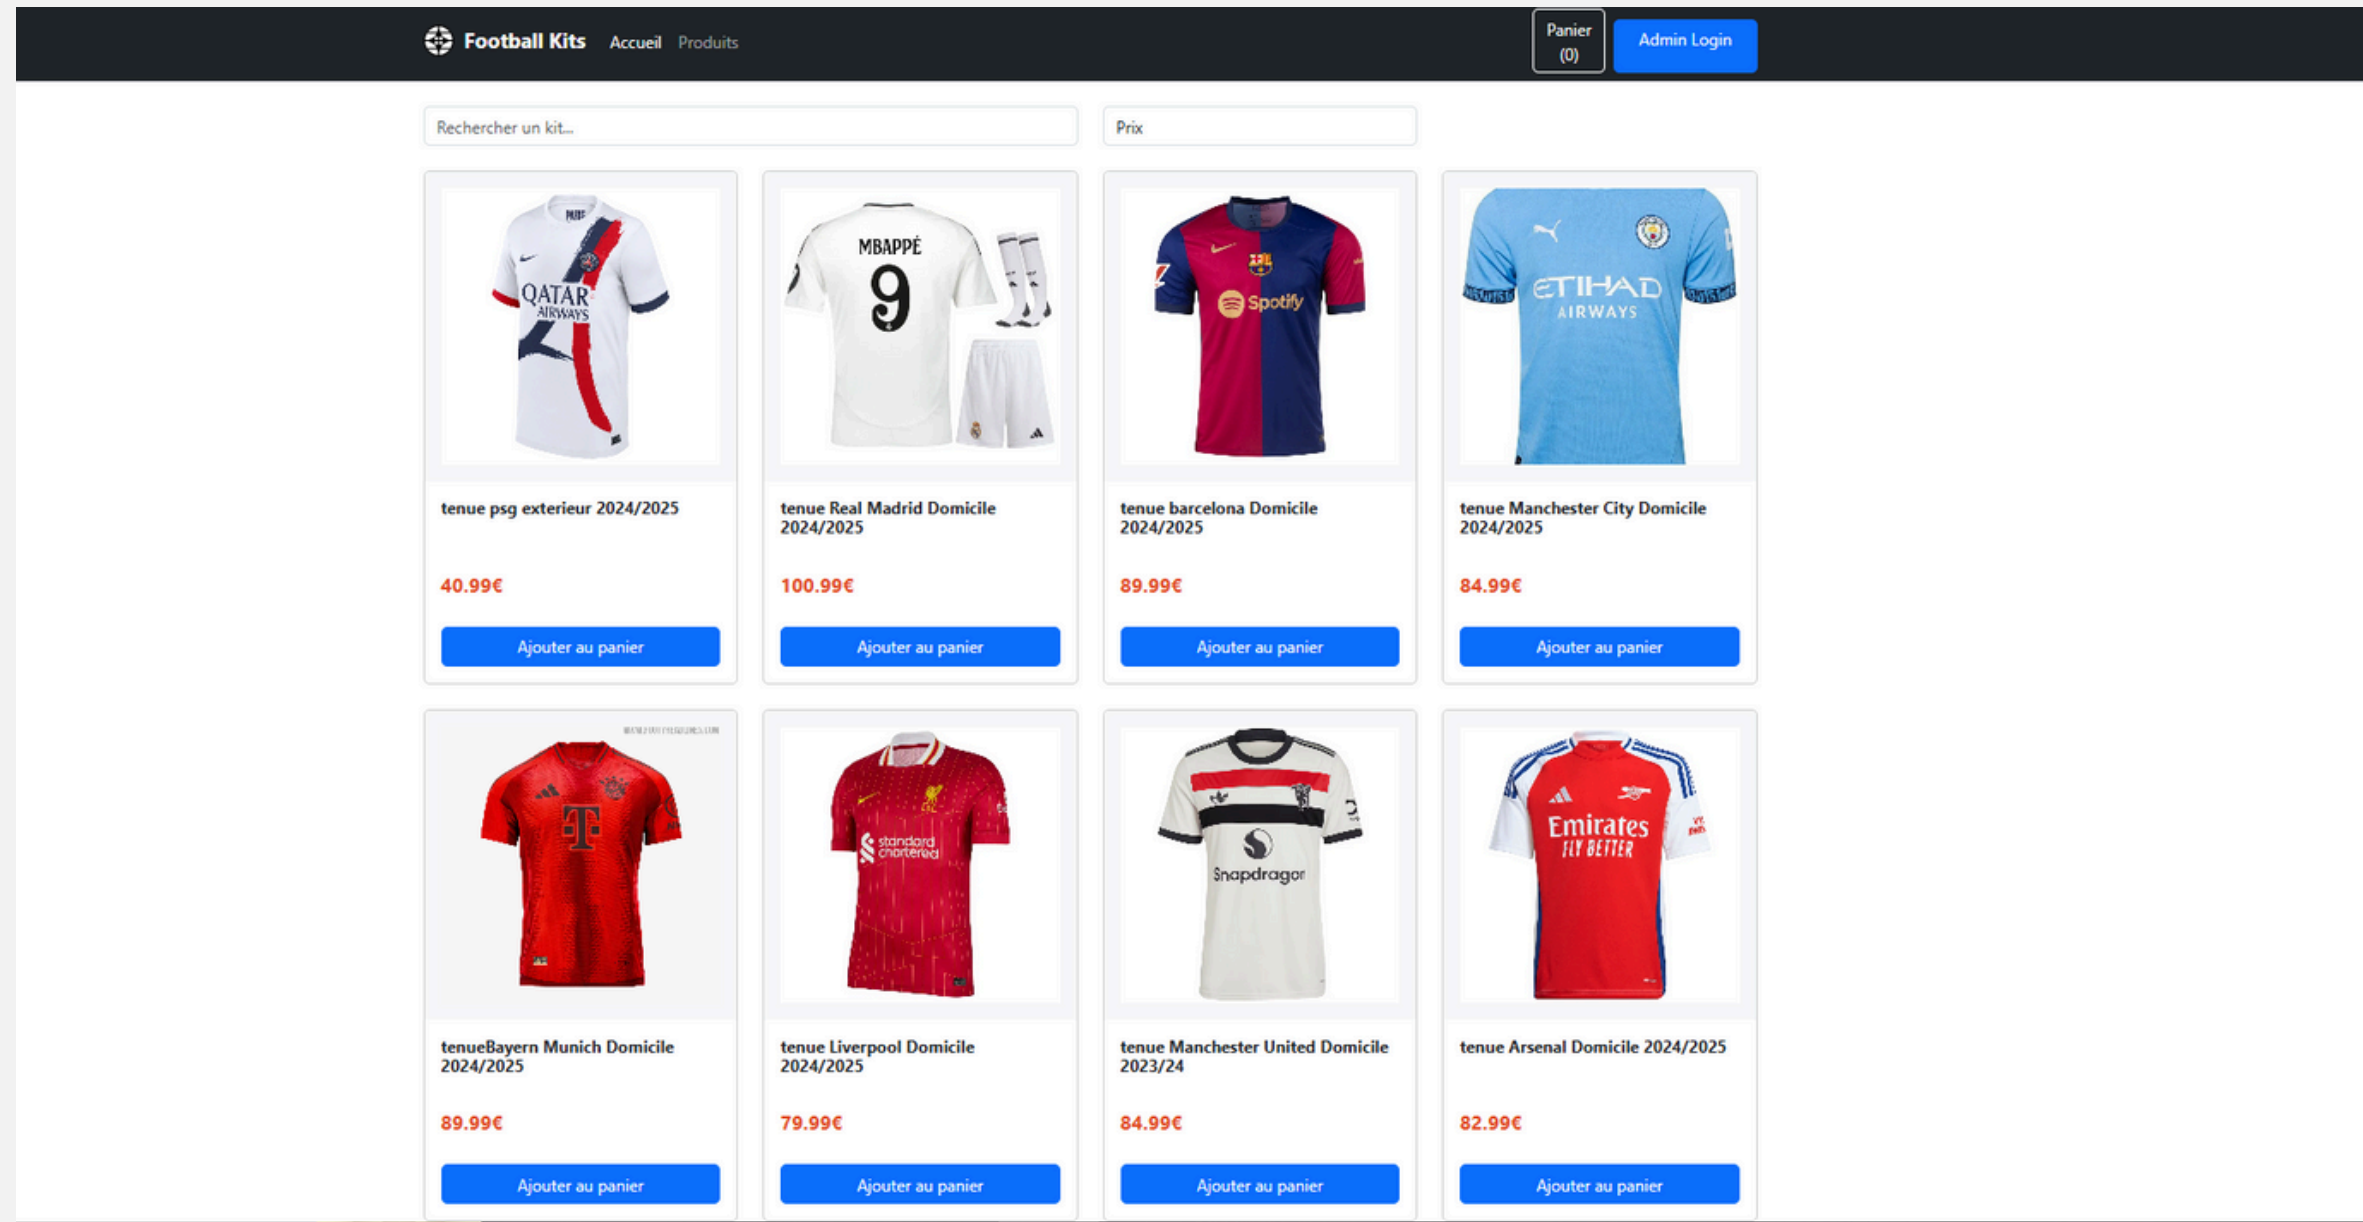 Football Kits Accueil Produits
Panier
(0)
Admin Login
Rechercher un kit...
Prix
QATAR
AIRWAYS
MBAPPÉ
9
Spotify
ETIHAD
AIRWAYS
tenue psg exterieur 2024/2025
tenue Real Madrid Domicile
2024/2025
tenue barcelona Domicile
2024/2025
tenue Manchester City Domicile
2024/2025
40.99€
100.99€
89.99€
84.99€
Ajouter au panier
Ajouter au panier
Ajouter au panier
Ajouter au panier
T
standard
chartered
Snapdragon
Emirates
FLY BETTER
tenueBayern Munich Domicile
2024/2025
tenue Liverpool Domicile
2024/2025
tenue Manchester United Domicile
2023/24
tenue Arsenal Domicile 2024/2025
89.99€
79.99€
84.99€
82.99€
Ajouter au panier
Ajouter au panier
Ajouter au panier
Ajouter au panier